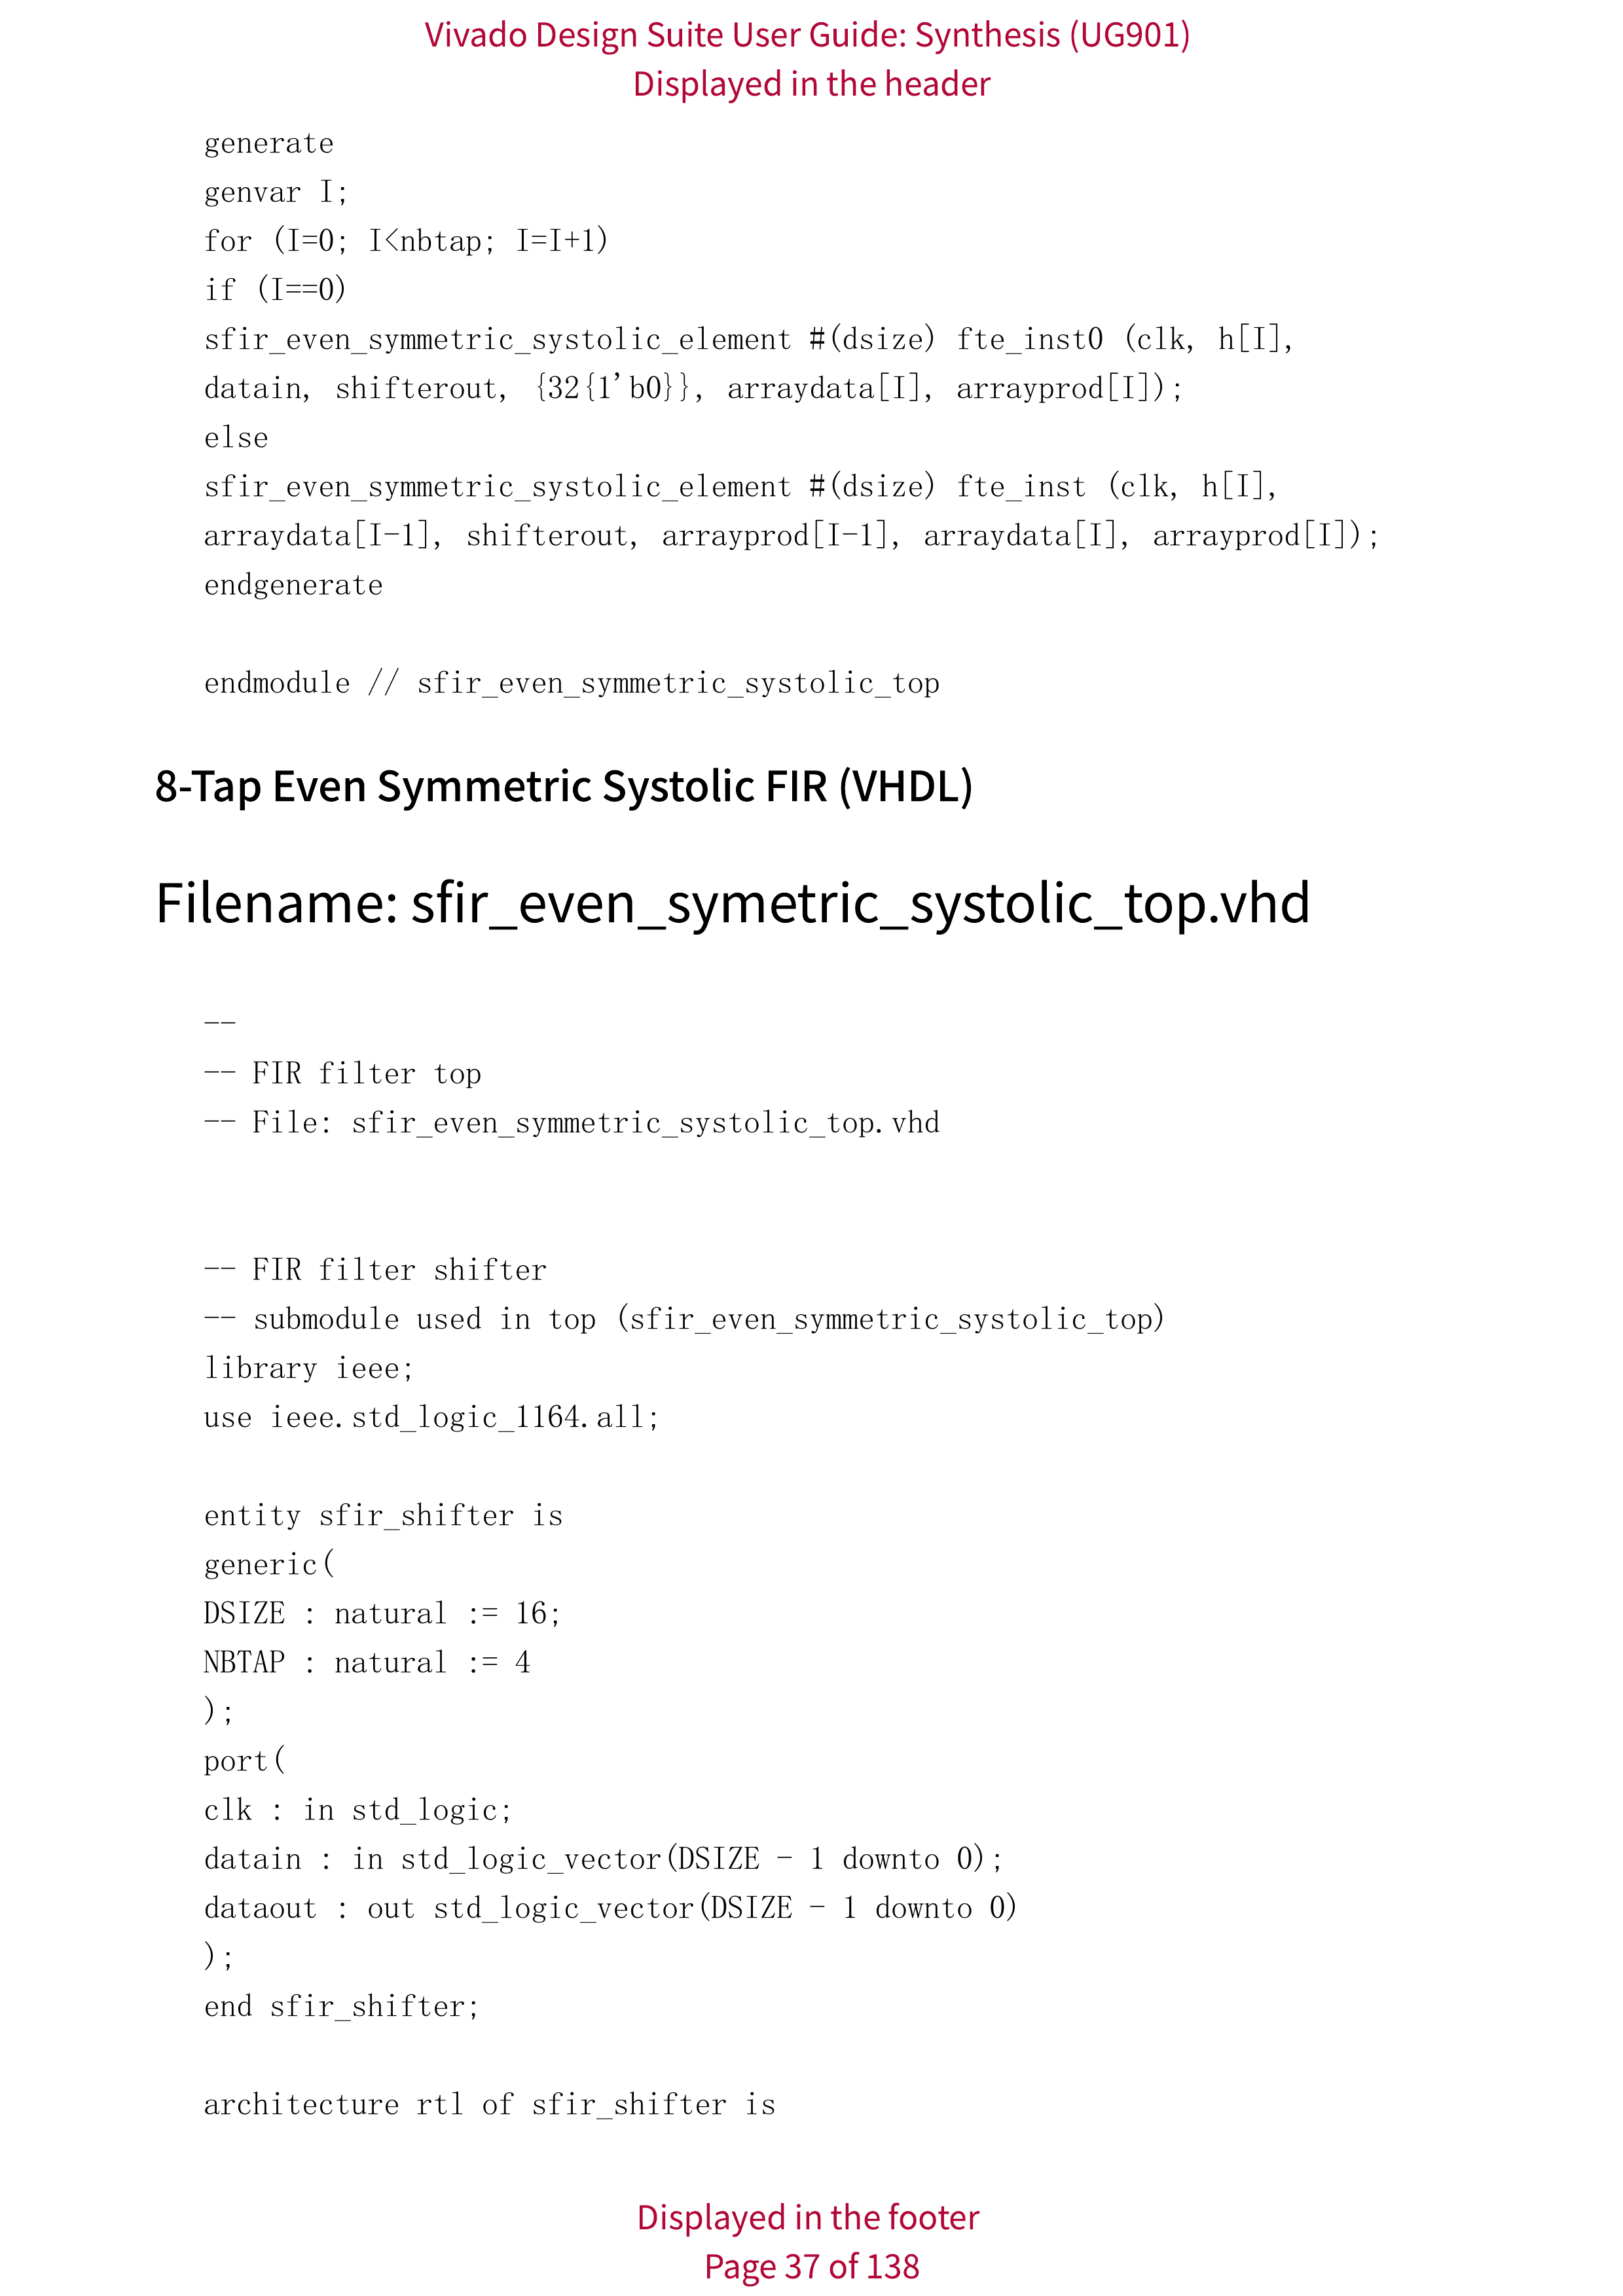 Vivado Design Suite User Guide: Synthesis (UG901)
Displayed in the header
generate
genvar I;
for (I=0; I<nbtap; I=I+1)
if (I==0)
sfir_even_symmetric_systolic_element #(dsize) fte_inst0 (clk, h[I],
datain, shifterout, {32{1'b0}}, arraydata[I], arrayprod[I]);
else
sfir_even_symmetric_systolic_element #(dsize) fte_inst (clk, h[I],
arraydata[I-1], shifterout, arrayprod[I-1], arraydata[I], arrayprod[I]);
endgenerate
endmodule // sfir_even_symmetric_systolic_top
8-Tap Even Symmetric Systolic FIR (VHDL)
Filename: sfir_even_symetric_systolic_top.vhd
--
-- FIR filter top
-- File: sfir_even_symmetric_systolic_top.vhd
-- FIR filter shifter
-- submodule used in top (sfir_even_symmetric_systolic_top)
library ieee;
use ieee.std_logic_1164.all;
entity sfir_shifter is
generic(
DSIZE : natural := 16;
NBTAP : natural := 4
);
port(
clk : in std_logic;
datain : in std_logic_vector(DSIZE - 1 downto 0);
dataout : out std_logic_vector(DSIZE - 1 downto 0)
);
end sfir_shifter;
architecture rtl of sfir_shifter is
Displayed in the footer
Page 37 of 138